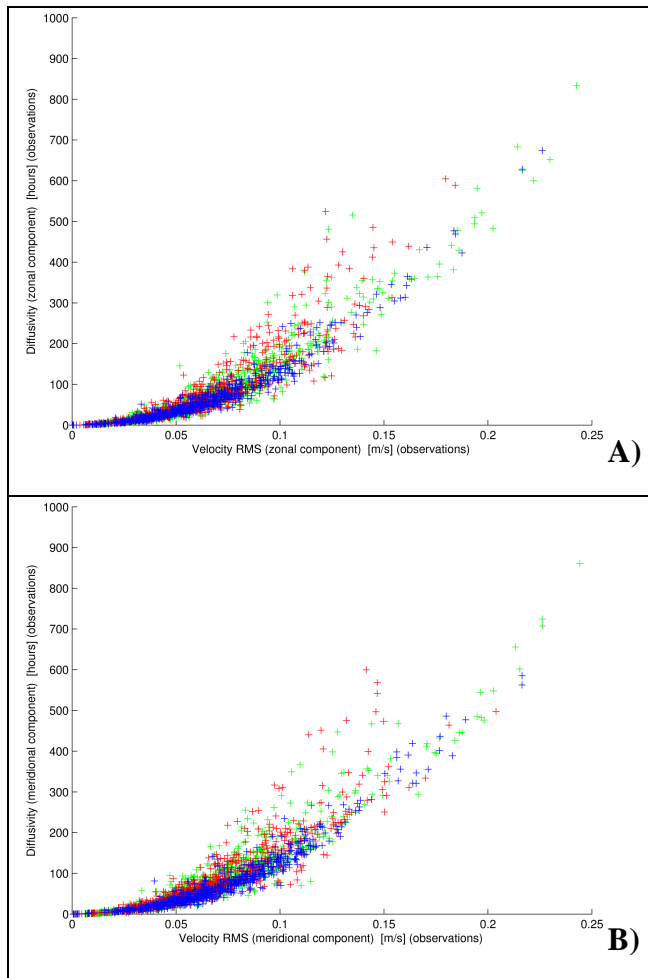 1000
900
800
700
600
500
400
300
200
100
0
Diffusivity (zonal component) [hours] (observations)
0 0.05 0.1 0.15 0.2 0.25
Velocity RMS (zonal component) [m/s] (observations)
A)
1000
900
800
700
600
500
400
300
200
100
0
Diffusivity (meridional component) [hours] (observations)
0 0.05 0.1 0.15 0.2 0.25
Velocity RMS (meridional component) [m/s] (observations)
B)